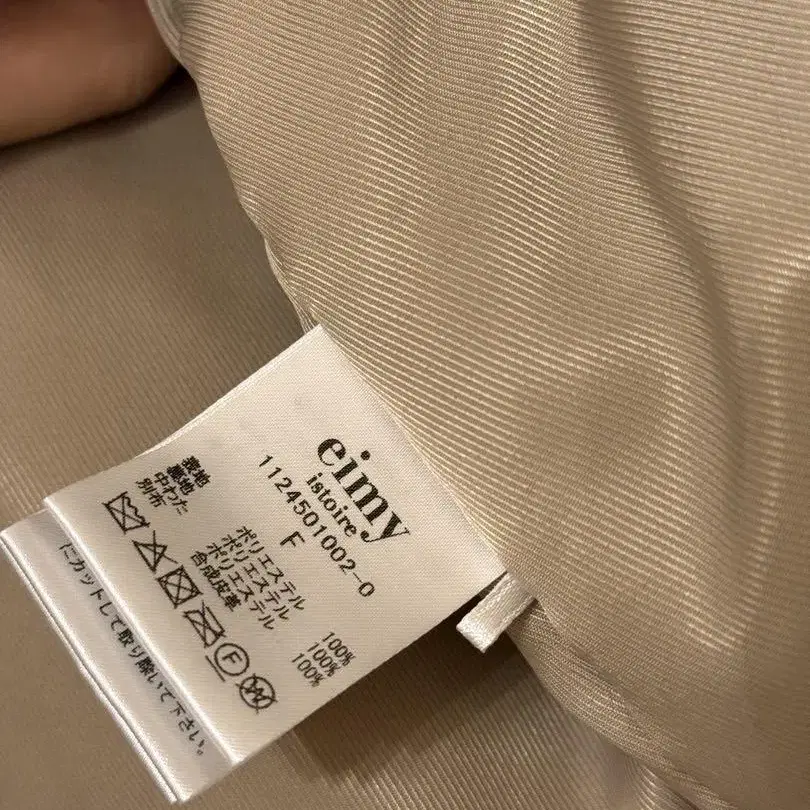 eimy
istoire
1124501002-0
F
表地 ポリエステル 100%
裏地 ポリエステル 100%
中わた ポリエステル 100%
別布 合成皮革
F
W
にカットして取り除いて下さい。